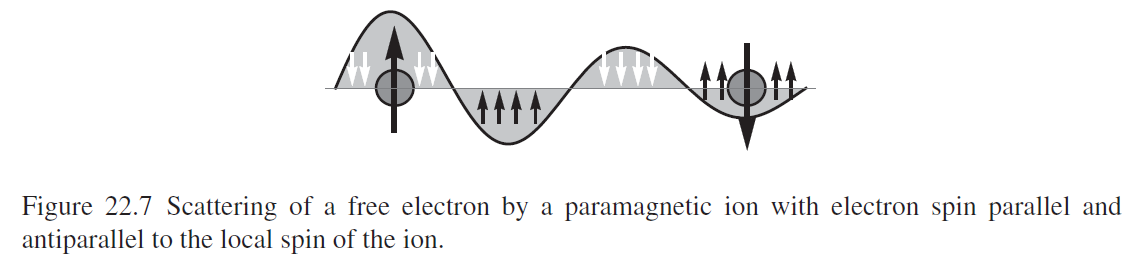 Figure 22.7 Scattering of a free electron by a paramagnetic ion with electron spin parallel and
antiparallel to the local spin of the ion.